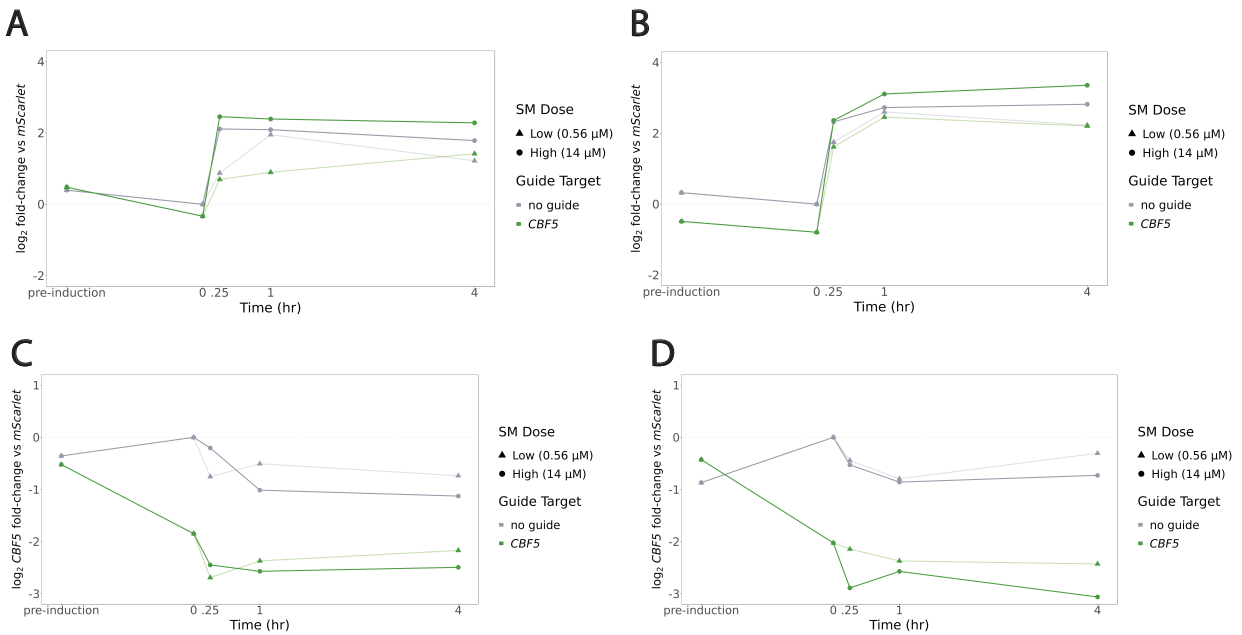 A
log2 fold-change vs mScarlet
4
2
0
-2
pre-induction
0 .25
1
4
Time (hr)
SM Dose
Low (0.56 μM)
High (14 μM)
Guide Target
no guide
CBF5
B
log2 fold-change vs mScarlet
4
2
0
-2
pre-induction
0 .25
1
4
Time (hr)
SM Dose
Low (0.56 μM)
High (14 μM)
Guide Target
no guide
CBF5
C
log2 CBF5 fold-change vs mScarlet
1
0
-1
-2
-3
pre-induction
0 .25
1
4
Time (hr)
SM Dose
Low (0.56 μM)
High (14 μM)
Guide Target
no guide
CBF5
D
log2 CBF5 fold-change vs mScarlet
1
0
-1
-2
-3
pre-induction
0 .25
1
4
Time (hr)
SM Dose
Low (0.56 μM)
High (14 μM)
Guide Target
no guide
CBF5